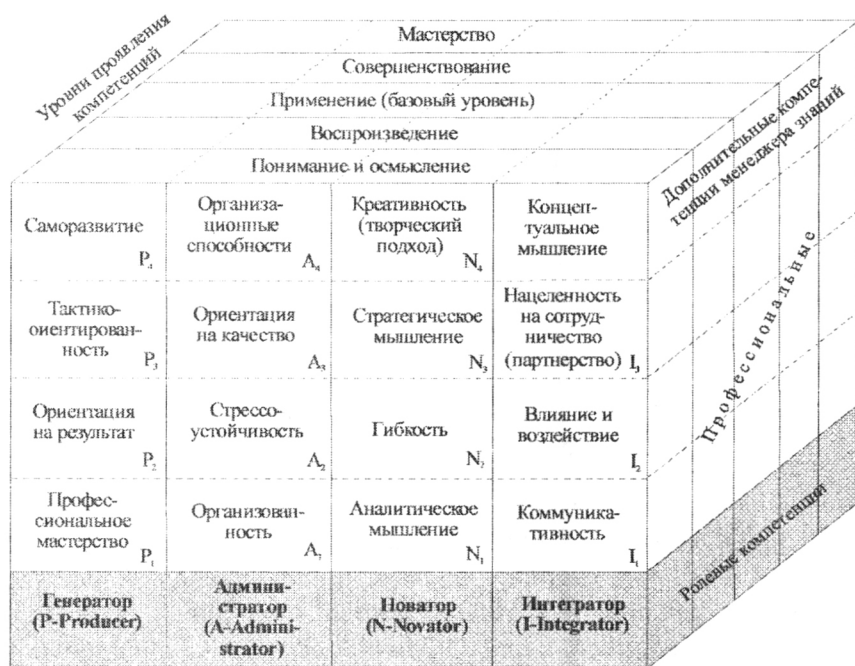 Уровни проявления
компетенций
Мастерство
Совершенствование
Применение (базовый уровень)
Воспроизведение
Понимание и осмысление
Дополнительные компе-
тенции менеджера знаний
Профессиональные
Ролевые компетенции
Саморазвитие
P₄
Организа-
ционные
способности
A₄
Креативность
(творческий
подход)
N₄
Концеп-
туальное
мышление
Тактико-
оиентирован-
ность
P₃
Ориентация
на качество
A₃
Стратегическое
мышление
N₃
Нацеленность
на сотруд-
ничество
(партнерство) I₃
Ориентация
на результат
P₂
Стрессо-
устойчивость
A₂
Гибкость
N₂
Влияние и
воздействие
I₂
Профес-
сиональное
мастерство
P₁
Организован-
ность
A₁
Аналитическое
мышление
N₁
Коммуника-
тивность
I₁
Генератор
(P-Producer)
Админи-
стратор
(A-Admini-
strator)
Новатор
(N-Novator)
Интегратор
(I-Integrator)